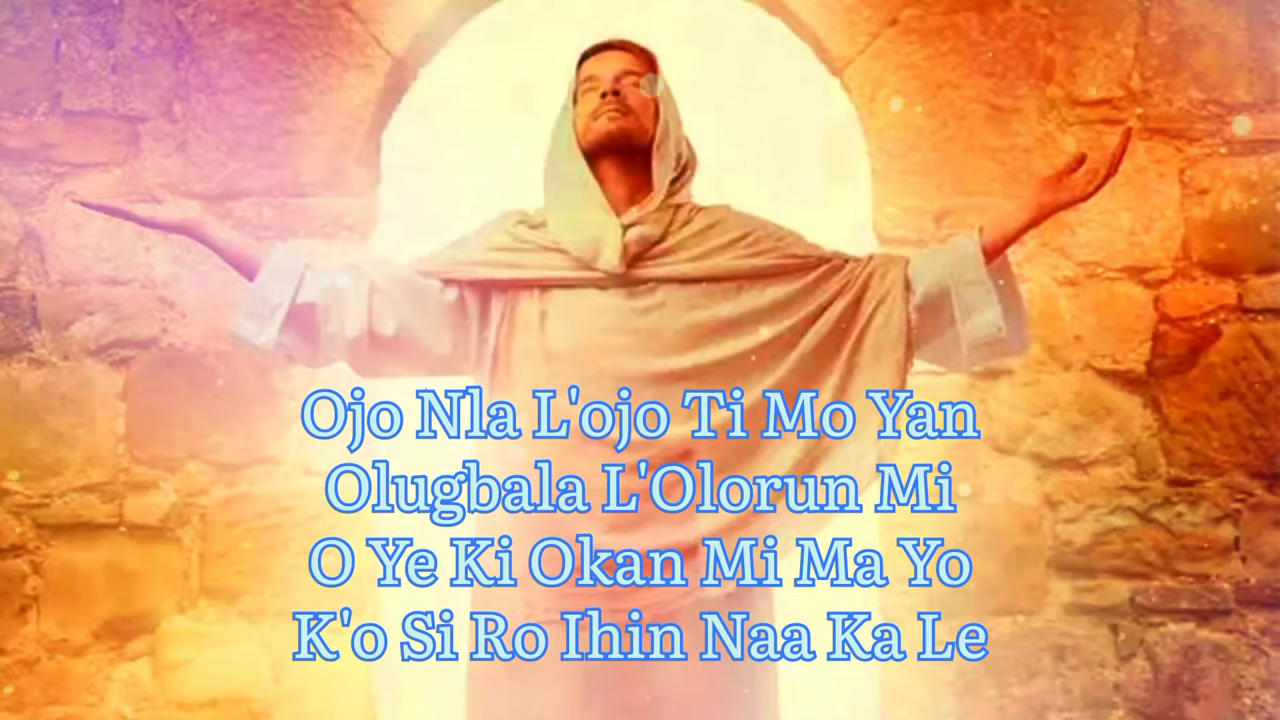 Ojo Nla L'ojo Ti Mo Yan
Olugbala L'Olorun Mi
O Ye Ki Okan Mi Ma Yo
K'o Si Ro Ihin Naa Ka Le